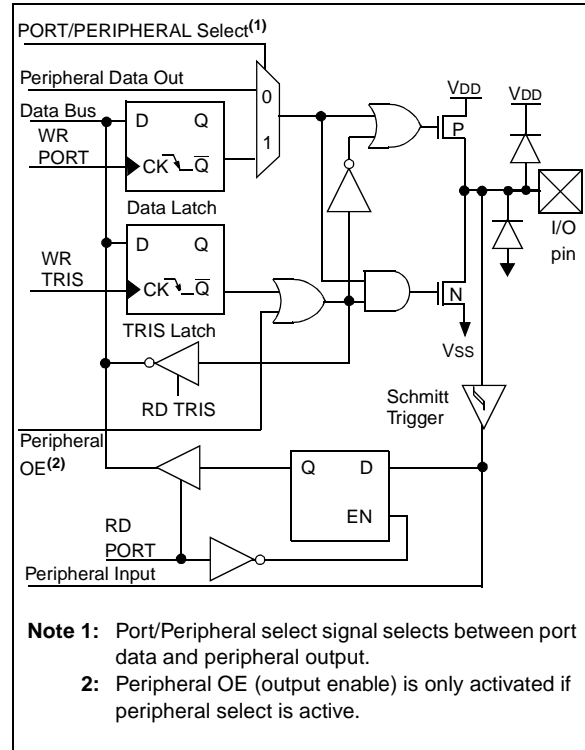 PORT/PERIPHERAL Select(1)
Peripheral Data Out
Data Bus
WR
PORT
D Q
CK Q
Data Latch
0
1
VDD
VDD
P
N
VSS
I/O
pin
WR
TRIS
D Q
CK Q
TRIS Latch
RD TRIS
Schmitt
Trigger
Peripheral
OE(2)
Q D
EN
RD
PORT
Peripheral Input
Note 1: Port/Peripheral select signal selects between port
data and peripheral output.
2: Peripheral OE (output enable) is only activated if
peripheral select is active.